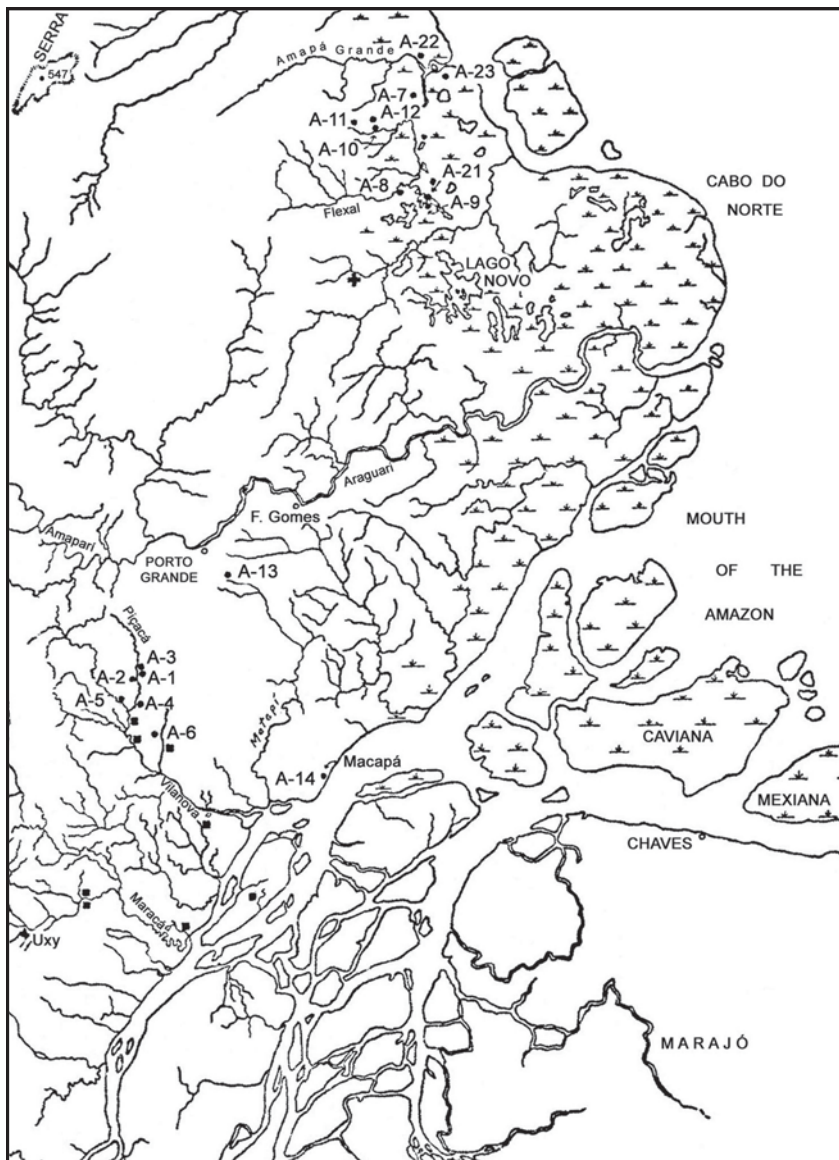 SERRA
547
Amapá Grande
A-22
A-23
A-7
A-12
A-11
A-10
A-21
A-8
A-9
Flexal
CABO DO
NORTE
LAGO
NOVO
Araguari
F. Gomes
Amaparí
PORTO
GRANDE
A-13
MOUTH
OF THE
AMAZON
Piçacá
A-3
A-2
A-1
A-5
A-4
A-6
Matapí
Macapá
A-14
CAVIANA
MEXIANA
Vilanova
CHAVES
Maracá
Uxy
MARAJÓ